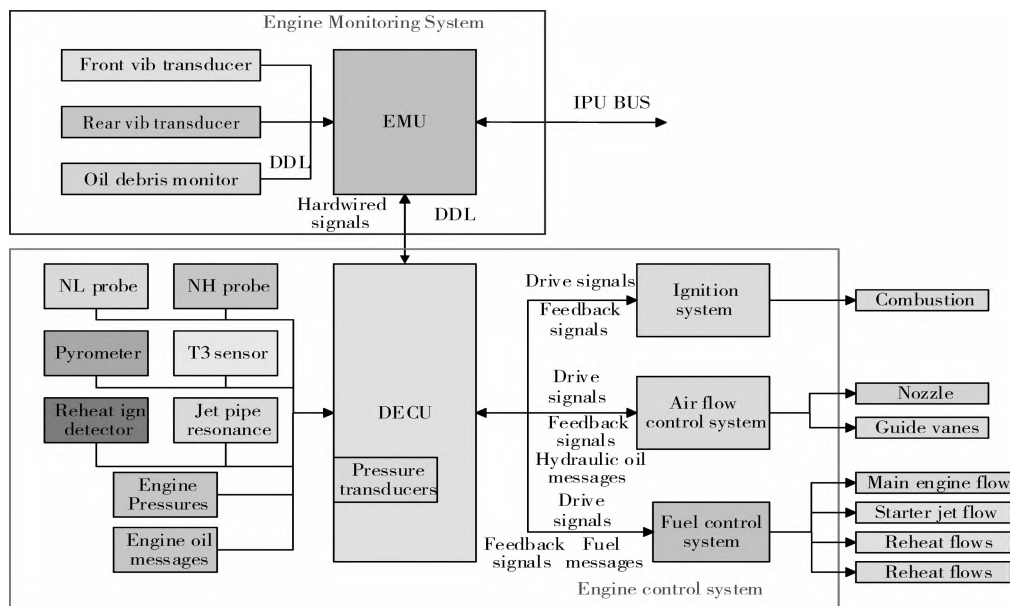 Engine Monitoring System
Front vib transducer
Rear vib transducer
DDL
Oil debris monitor
EMU
IPU BUS
Hardwired
signals
DDL
NL probe
NH probe
Pyrometer
T3 sensor
Reheat ign
detector
Jet pipe
resonance
Engine
Pressures
Engine oil
messages
DECU
Pressure
transducers
Drive signals
Feedback
signals
Ignition
system
Combustion
Drive
signals
Feedback
signals
Hydraulic oil
messages
Air flow
control system
Nozzle
Guide vanes
Drive
signals
Feedback
signals
Fuel
messages
Fuel control
system
Main engine flow
Starter jet flow
Reheat flows
Reheat flows
Engine control system